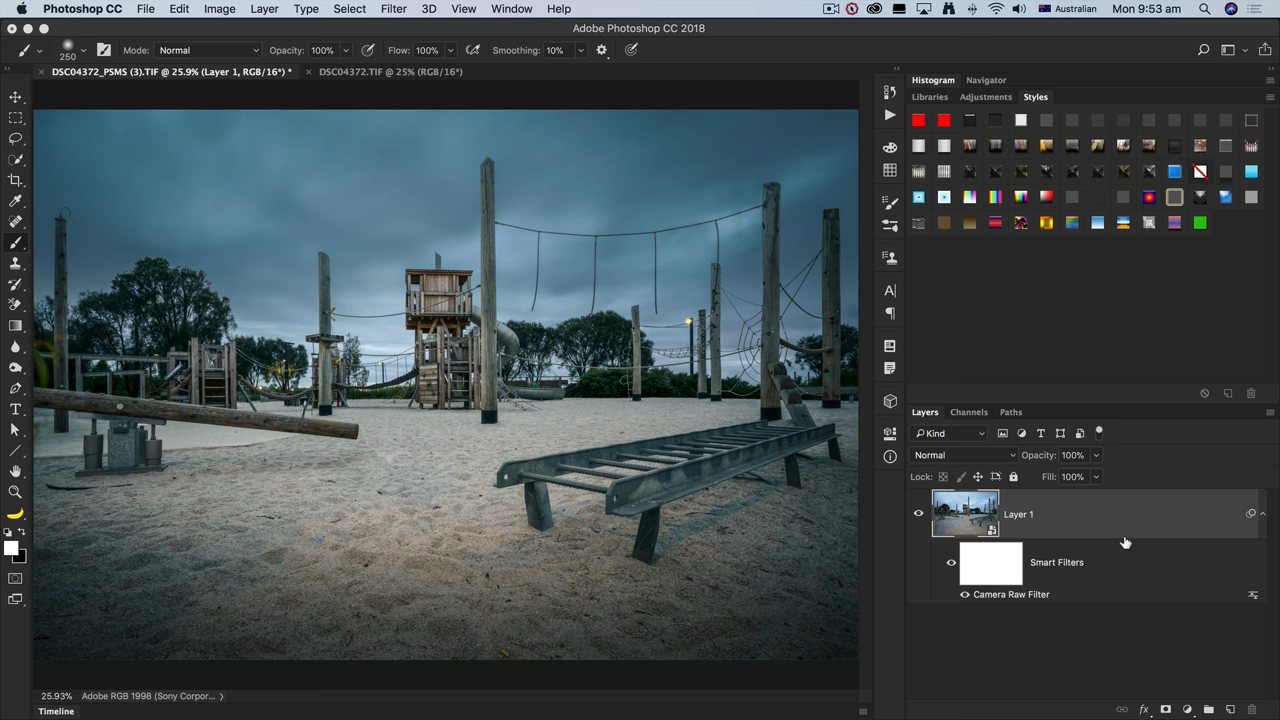 Photoshop CC File Edit Image Layer Type Select Filter 3D View Window Help Australian Mon 9:53 am
Adobe Photoshop CC 2018
250 Mode: Normal Opacity: 100% Flow: 100% Smoothing: 10%
DSC04372_PSMS (3).TIF @ 25.9% (Layer 1, RGB/16*) * DSC04372.TIF @ 25% (RGB/16*)
Histogram Navigator
Libraries Adjustments Styles
Layers Channels Paths
Kind
Normal Opacity: 100%
Lock: Fill: 100%
Layer 1
Smart Filters
Camera Raw Filter
25.93% Adobe RGB 1998 (Sony Corpor...
Timeline